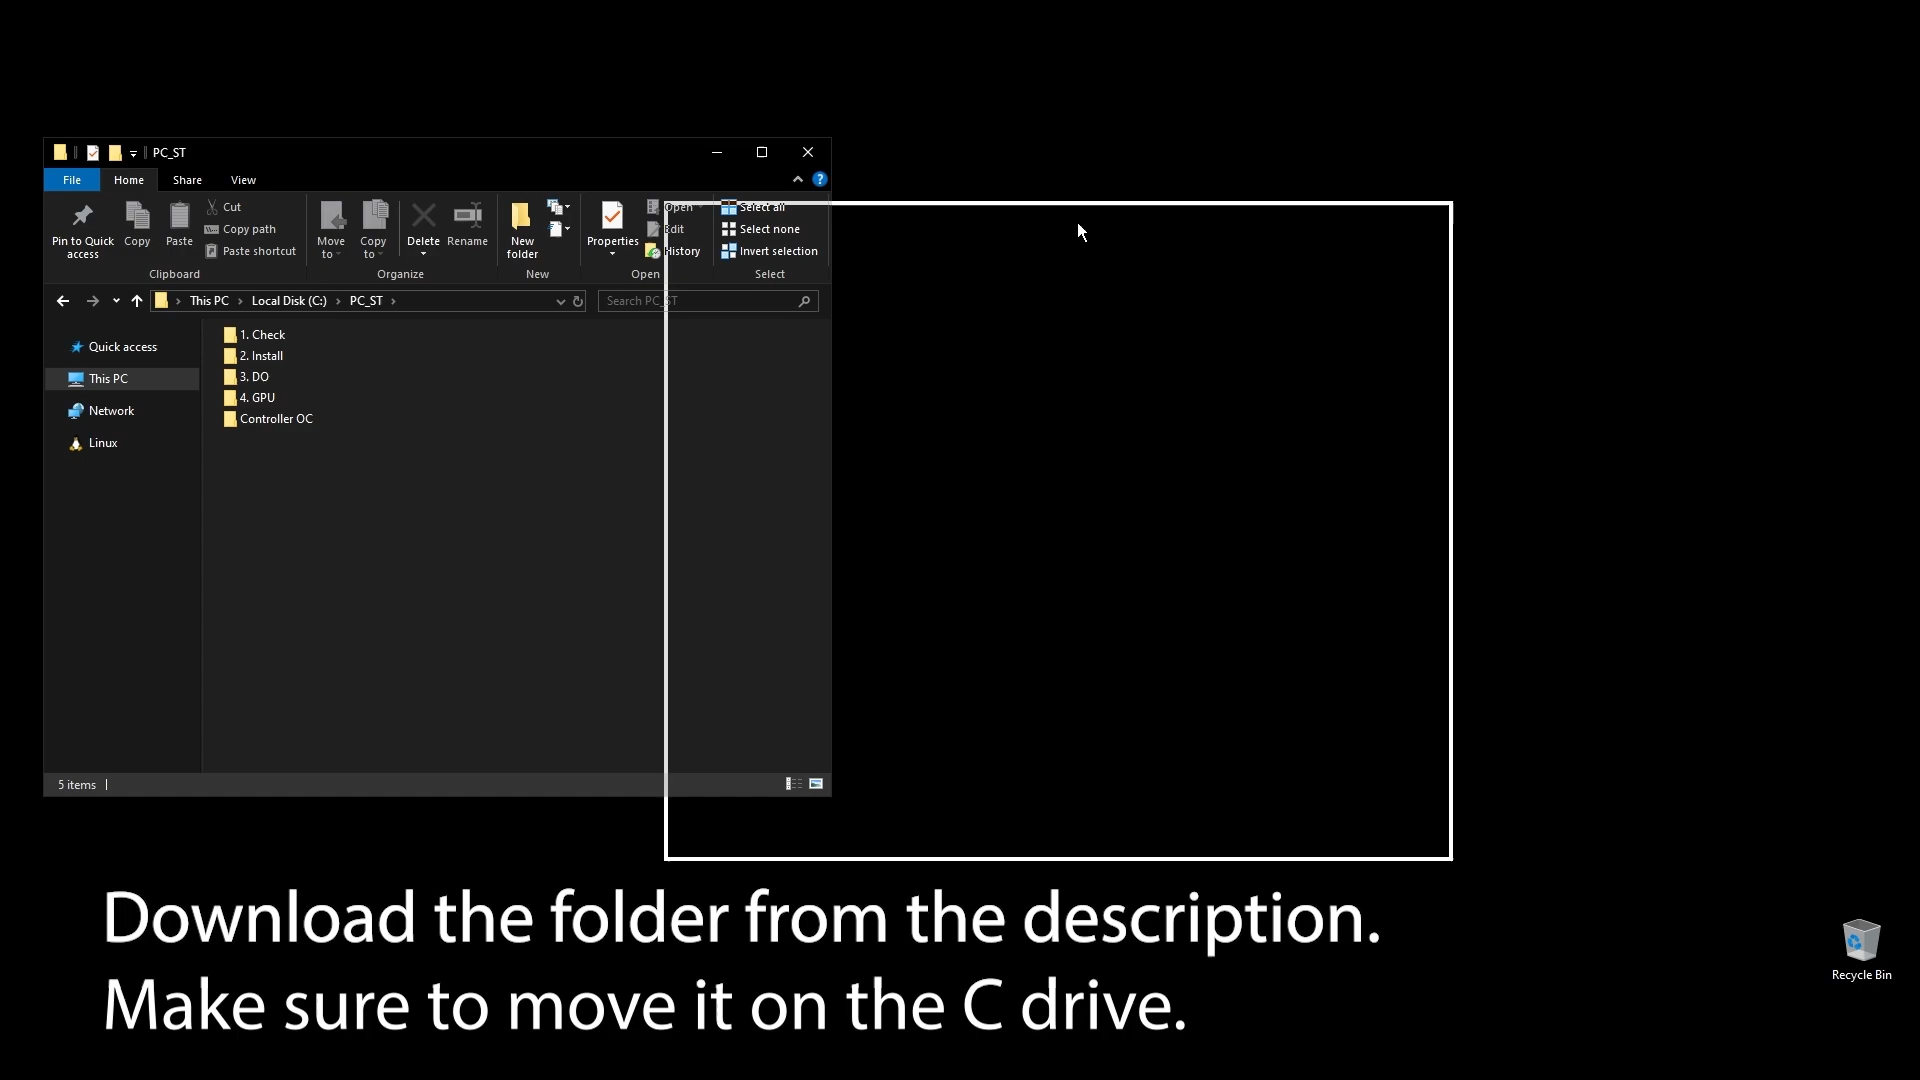 PC_ST
File Home Share View
Pin to Quick access
Copy
Paste
Cut
Copy path
Paste shortcut
Clipboard
Move to
Copy to
Delete
Rename
Organize
New folder
New
Properties
Open
Edit
History
Open
Select all
Select none
Invert selection
Select
This PC > Local Disk (C:) > PC_ST >
Search PC_ST
Quick access
This PC
Network
Linux
1. Check
2. Install
3. DO
4. GPU
Controller OC
5 items
Download the folder from the description.
Make sure to move it on the C drive.
Recycle Bin